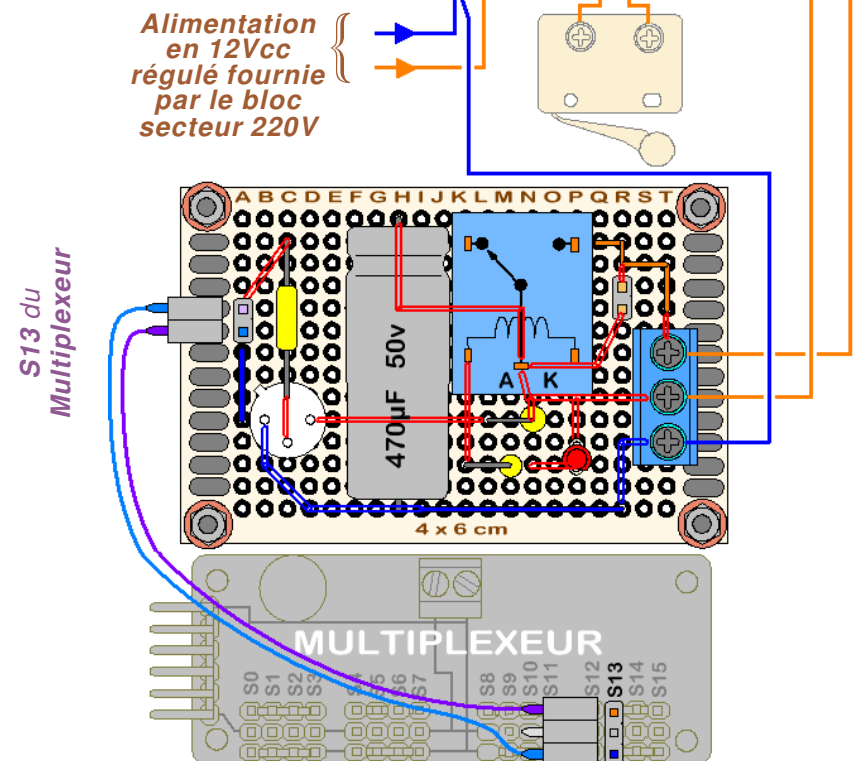 Alimentation
en 12Vcc
régulé fournie
par le bloc
secteur 220V
A B C D E F G H I J K L M N O P Q R S T
S13 du
Multiplexeur
470µF 50v
A K
4 x 6 cm
MULTIPLEXEUR
S0 S1 S2 S3 S4 S5 S6 S7 S8 S9 S10 S11 S12 S13 S14 S15